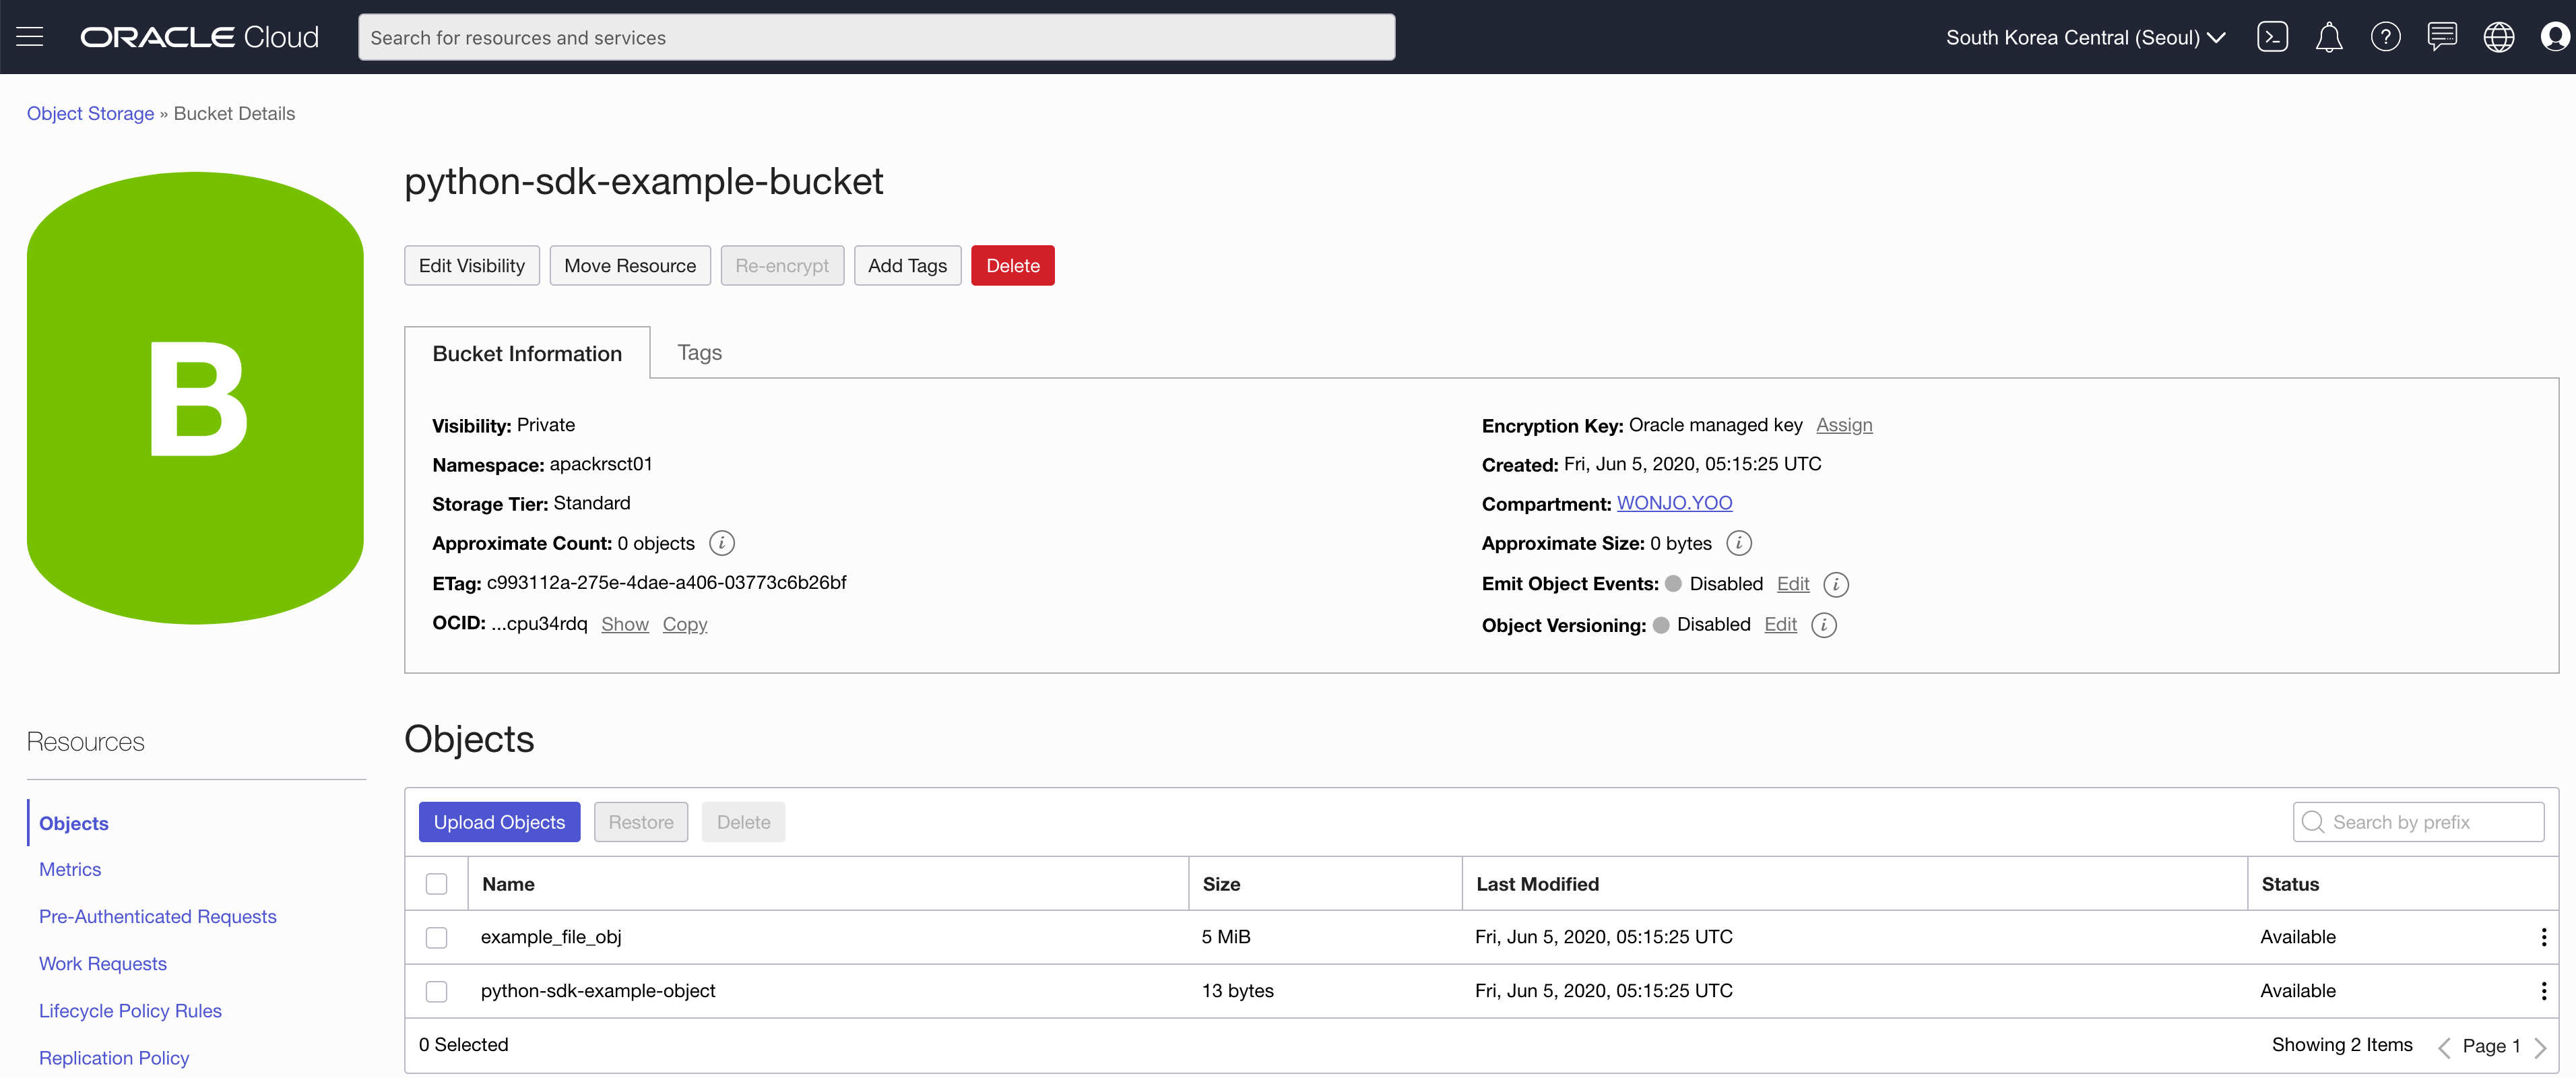 ORACLE Cloud Search for resources and services South Korea Central (Seoul)
Object Storage » Bucket Details
B
python-sdk-example-bucket
Edit Visibility Move Resource Re-encrypt Add Tags Delete
Bucket Information Tags
Visibility: Private Encryption Key: Oracle managed key Assign
Namespace: apackrsct01 Created: Fri, Jun 5, 2020, 05:15:25 UTC
Storage Tier: Standard Compartment: WONJO.YOO
Approximate Count: 0 objects i Approximate Size: 0 bytes i
ETag: c993112a-275e-4dae-a406-03773c6b26bf Emit Object Events: Disabled Edit i
OCID: ...cpu34rdq Show Copy Object Versioning: Disabled Edit i
Resources
Objects
Metrics
Pre-Authenticated Requests
Work Requests
Lifecycle Policy Rules
Replication Policy
Objects
Upload Objects Restore Delete Search by prefix
Name Size Last Modified Status
example_file_obj 5 MiB Fri, Jun 5, 2020, 05:15:25 UTC Available
python-sdk-example-object 13 bytes Fri, Jun 5, 2020, 05:15:25 UTC Available
0 Selected Showing 2 Items < Page 1 >